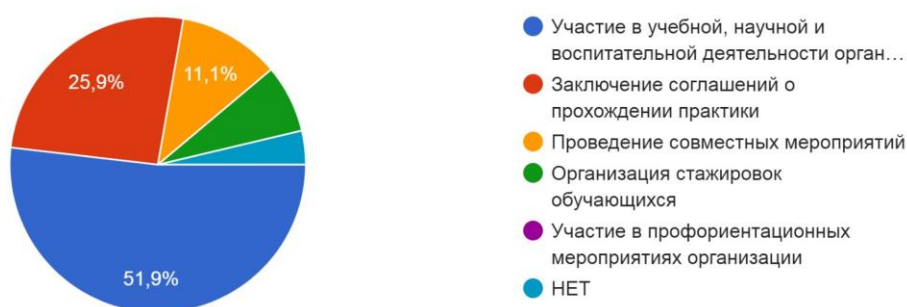 25,9%
11,1%
51,9%
Участие в учебной, научной и
воспитательной деятельности орган…
Заключение соглашений о
прохождении практики
Проведение совместных мероприятий
Организация стажировок
обучающихся
Участие в профориентационных
мероприятиях организации
НЕТ